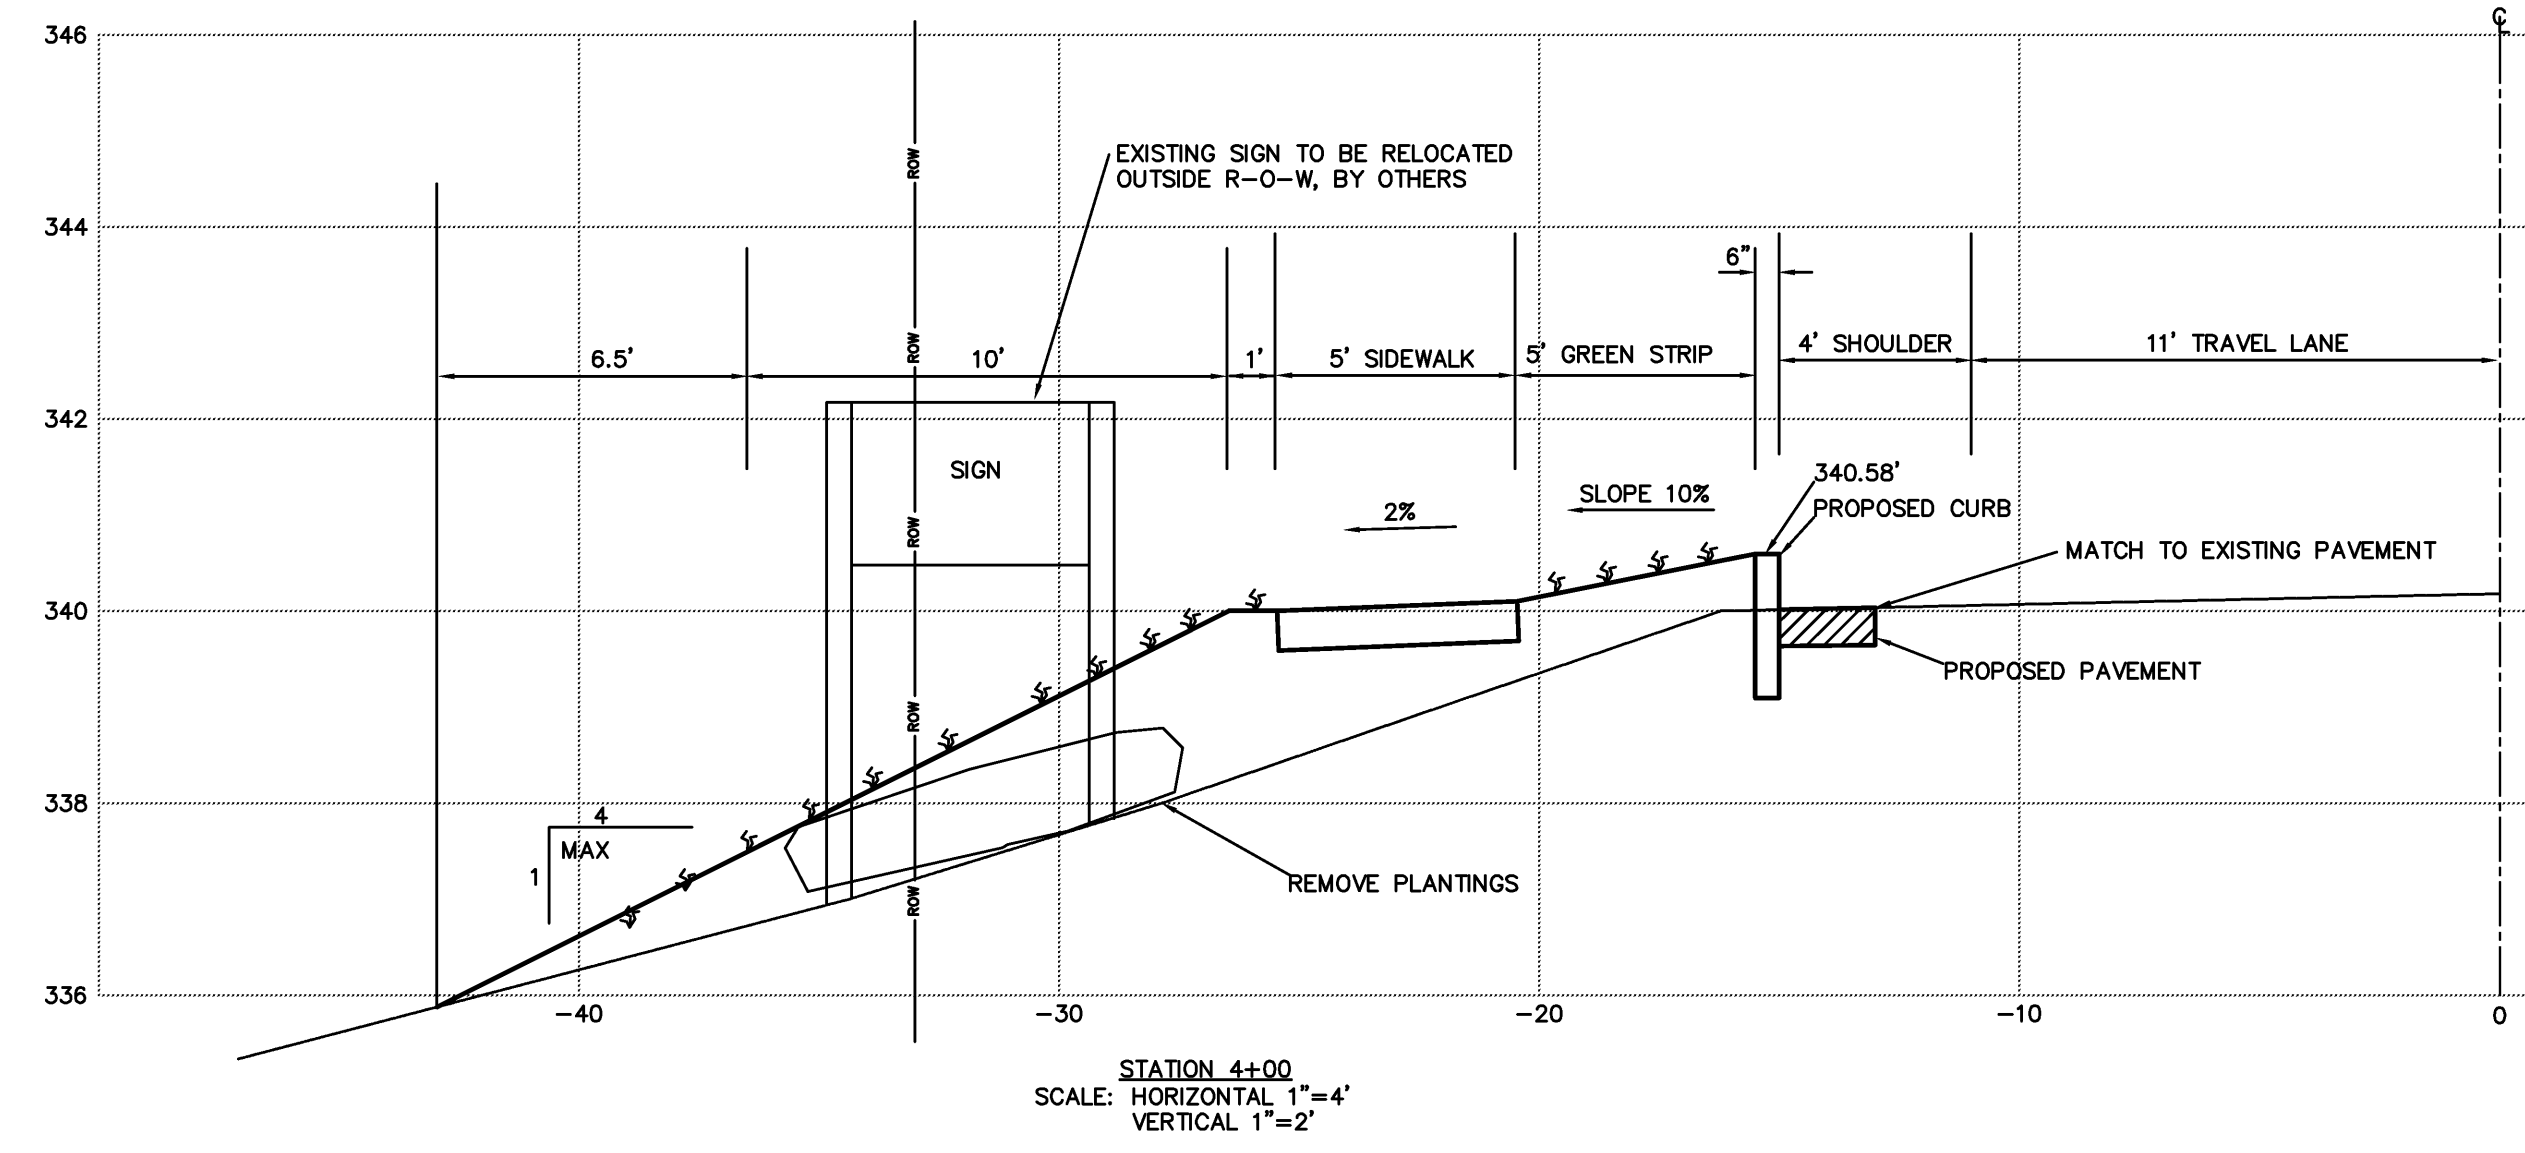 346
℄
ROW
EXISTING SIGN TO BE RELOCATED
OUTSIDE R-O-W, BY OTHERS
344
6"
ROW
6.5'
10'
1'
5' SIDEWALK
5' GREEN STRIP
4' SHOULDER
11' TRAVEL LANE
342
SIGN
340.58'
SLOPE 10%
PROPOSED CURB
2%
ROW
MATCH TO EXISTING PAVEMENT
340
PROPOSED PAVEMENT
ROW
338
4
MAX
1
REMOVE PLANTINGS
ROW
336
-40
-30
-20
-10
0
STATION 4+00
SCALE: HORIZONTAL 1"=4'
VERTICAL 1"=2'